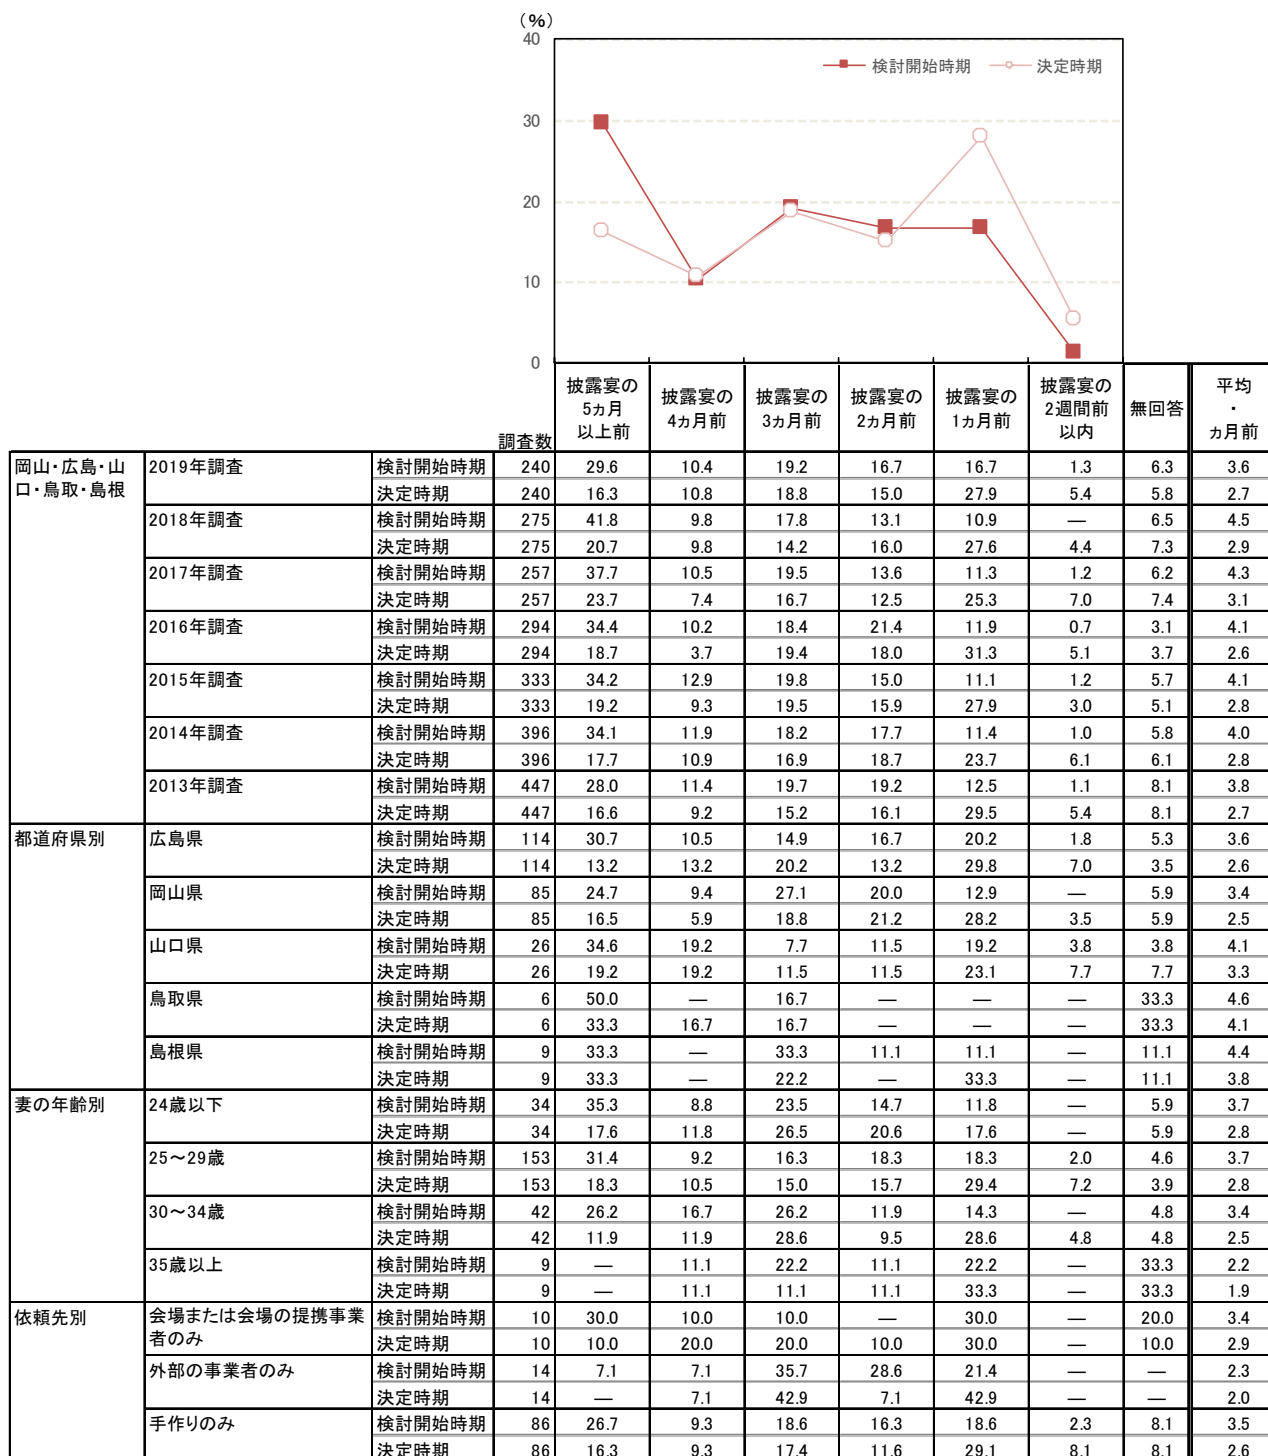 （%）
40
30
20
10
0
検討開始時期 決定時期
調査数 披露宴の5ヵ月以上前 披露宴の4ヵ月前 披露宴の3ヵ月前 披露宴の2ヵ月前 披露宴の1ヵ月前 披露宴の2週間前以内 無回答 平均・ヵ月前
岡山・広島・山口・鳥取・島根 2019年調査 検討開始時期 240 29.6 10.4 19.2 16.7 16.7 1.3 6.3 3.6
決定時期 240 16.3 10.8 18.8 15.0 27.9 5.4 5.8 2.7
2018年調査 検討開始時期 275 41.8 9.8 17.8 13.1 10.9 — 6.5 4.5
決定時期 275 20.7 9.8 14.2 16.0 27.6 4.4 7.3 2.9
2017年調査 検討開始時期 257 37.7 10.5 19.5 13.6 11.3 1.2 6.2 4.3
決定時期 257 23.7 7.4 16.7 12.5 25.3 7.0 7.4 3.1
2016年調査 検討開始時期 294 34.4 10.2 18.4 21.4 11.9 0.7 3.1 4.1
決定時期 294 18.7 3.7 19.4 18.0 31.3 5.1 3.7 2.6
2015年調査 検討開始時期 333 34.2 12.9 19.8 15.0 11.1 1.2 5.7 4.1
決定時期 333 19.2 9.3 19.5 15.9 27.9 3.0 5.1 2.8
2014年調査 検討開始時期 396 34.1 11.9 18.2 17.7 11.4 1.0 5.8 4.0
決定時期 396 17.7 10.9 16.9 18.7 23.7 6.1 6.1 2.8
2013年調査 検討開始時期 447 28.0 11.4 19.7 19.2 12.5 1.1 8.1 3.8
決定時期 447 16.6 9.2 15.2 16.1 29.5 5.4 8.1 2.7
都道府県別 広島県 検討開始時期 114 30.7 10.5 14.9 16.7 20.2 1.8 5.3 3.6
決定時期 114 13.2 13.2 20.2 13.2 29.8 7.0 3.5 2.6
岡山県 検討開始時期 85 24.7 9.4 27.1 20.0 12.9 — 5.9 3.4
決定時期 85 16.5 5.9 18.8 21.2 28.2 3.5 5.9 2.5
山口県 検討開始時期 26 34.6 19.2 7.7 11.5 19.2 3.8 3.8 4.1
決定時期 26 19.2 19.2 11.5 11.5 23.1 7.7 7.7 3.3
鳥取県 検討開始時期 6 50.0 — 16.7 — — — 33.3 4.6
決定時期 6 33.3 16.7 16.7 — — — 33.3 4.1
島根県 検討開始時期 9 33.3 — 33.3 11.1 11.1 — 11.1 4.4
決定時期 9 33.3 — 22.2 — 33.3 — 11.1 3.8
妻の年齢別 24歳以下 検討開始時期 34 35.3 8.8 23.5 14.7 11.8 — 5.9 3.7
決定時期 34 17.6 11.8 26.5 20.6 17.6 — 5.9 2.8
25～29歳 検討開始時期 153 31.4 9.2 16.3 18.3 18.3 2.0 4.6 3.7
決定時期 153 18.3 10.5 15.0 15.7 29.4 7.2 3.9 2.8
30～34歳 検討開始時期 42 26.2 16.7 26.2 11.9 14.3 — 4.8 3.4
決定時期 42 11.9 11.9 28.6 9.5 28.6 4.8 4.8 2.5
35歳以上 検討開始時期 9 — 11.1 22.2 11.1 22.2 — 33.3 2.2
決定時期 9 — 11.1 11.1 11.1 33.3 — 33.3 1.9
依頼先別 会場または会場の提携事業者のみ 検討開始時期 10 30.0 10.0 10.0 — 30.0 — 20.0 3.4
決定時期 10 10.0 20.0 20.0 10.0 30.0 — 10.0 2.9
外部の事業者のみ 検討開始時期 14 7.1 7.1 35.7 28.6 21.4 — — 2.3
決定時期 14 — 7.1 42.9 7.1 42.9 — — 2.0
手作りのみ 検討開始時期 86 26.7 9.3 18.6 16.3 18.6 2.3 8.1 3.5
決定時期 86 16.3 9.3 17.4 11.6 29.1 8.1 8.1 2.6